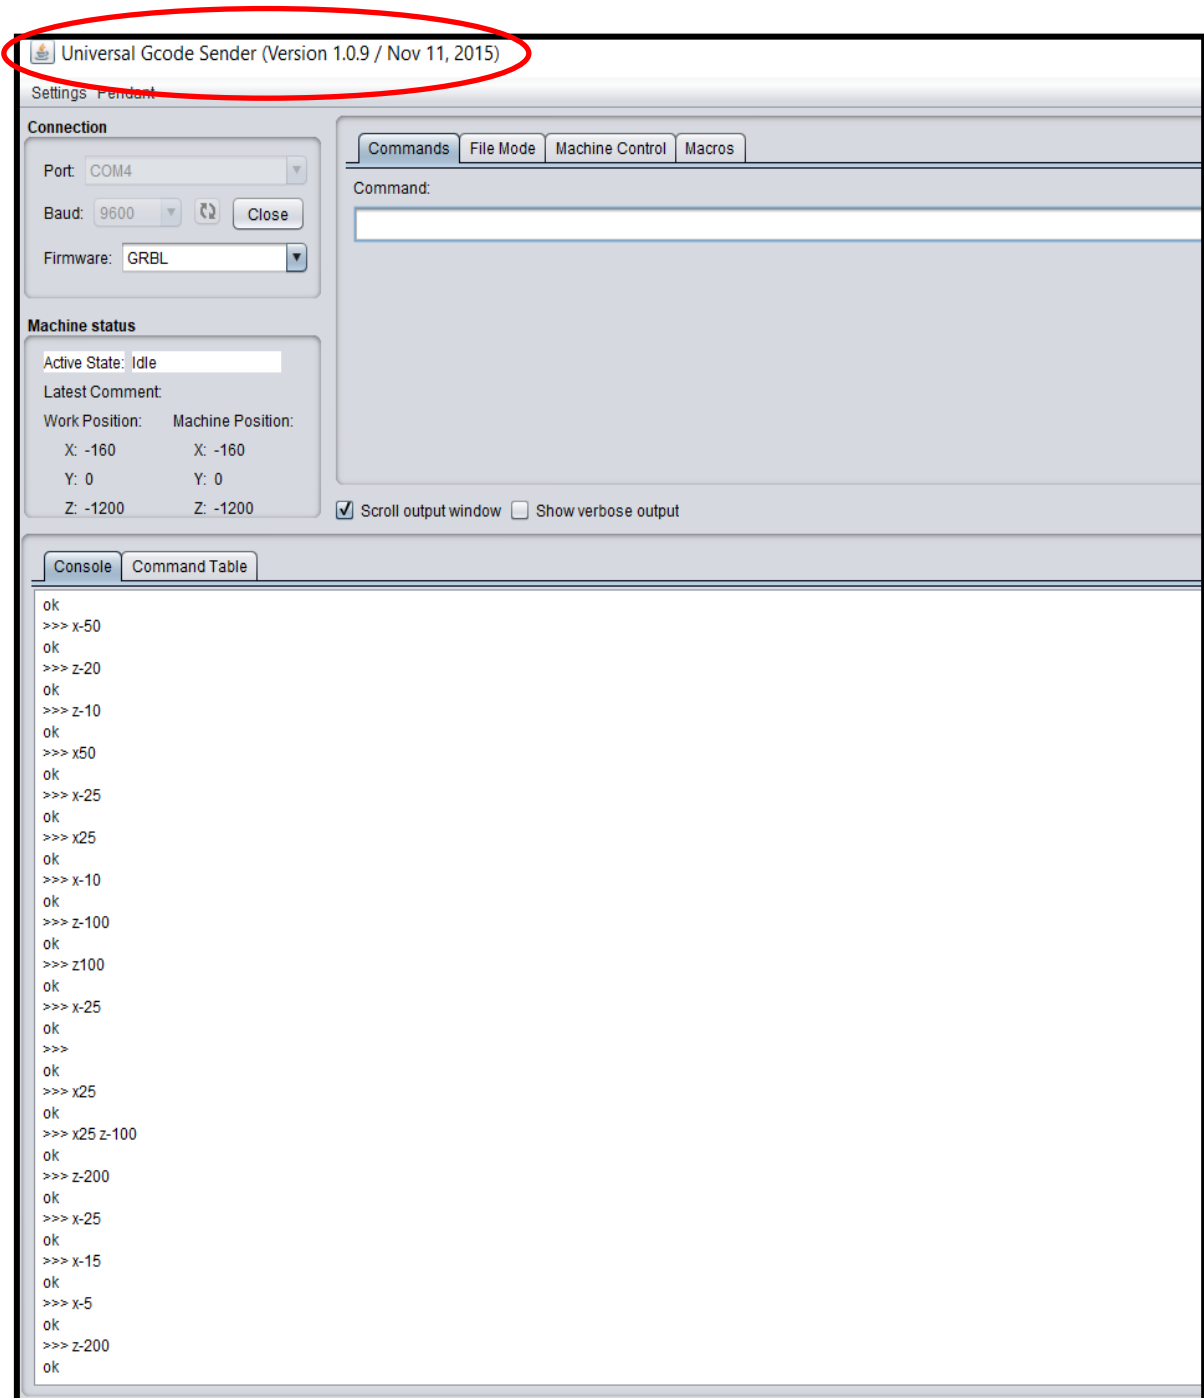 Universal Gcode Sender (Version 1.0.9 / Nov 11, 2015)
Settings Pendant
Connection
Port: COM4
Baud: 9600 Close
Firmware: GRBL
Commands File Mode Machine Control Macros
Command:
Machine status
Active State: Idle
Latest Comment:
Work Position: Machine Position:
X: -160 X: -160
Y: 0 Y: 0
Z: -1200 Z: -1200
Scroll output window Show verbose output
Console Command Table
ok
>>> x-50
ok
>>> z-20
ok
>>> z-10
ok
>>> x50
ok
>>> x-25
ok
>>> x25
ok
>>> x-10
ok
>>> z-100
ok
>>> z100
ok
>>> x-25
ok
>>>
ok
>>> x25
ok
>>> x25 z-100
ok
>>> z-200
ok
>>> x-25
ok
>>> x-15
ok
>>> x-5
ok
>>> z-200
ok